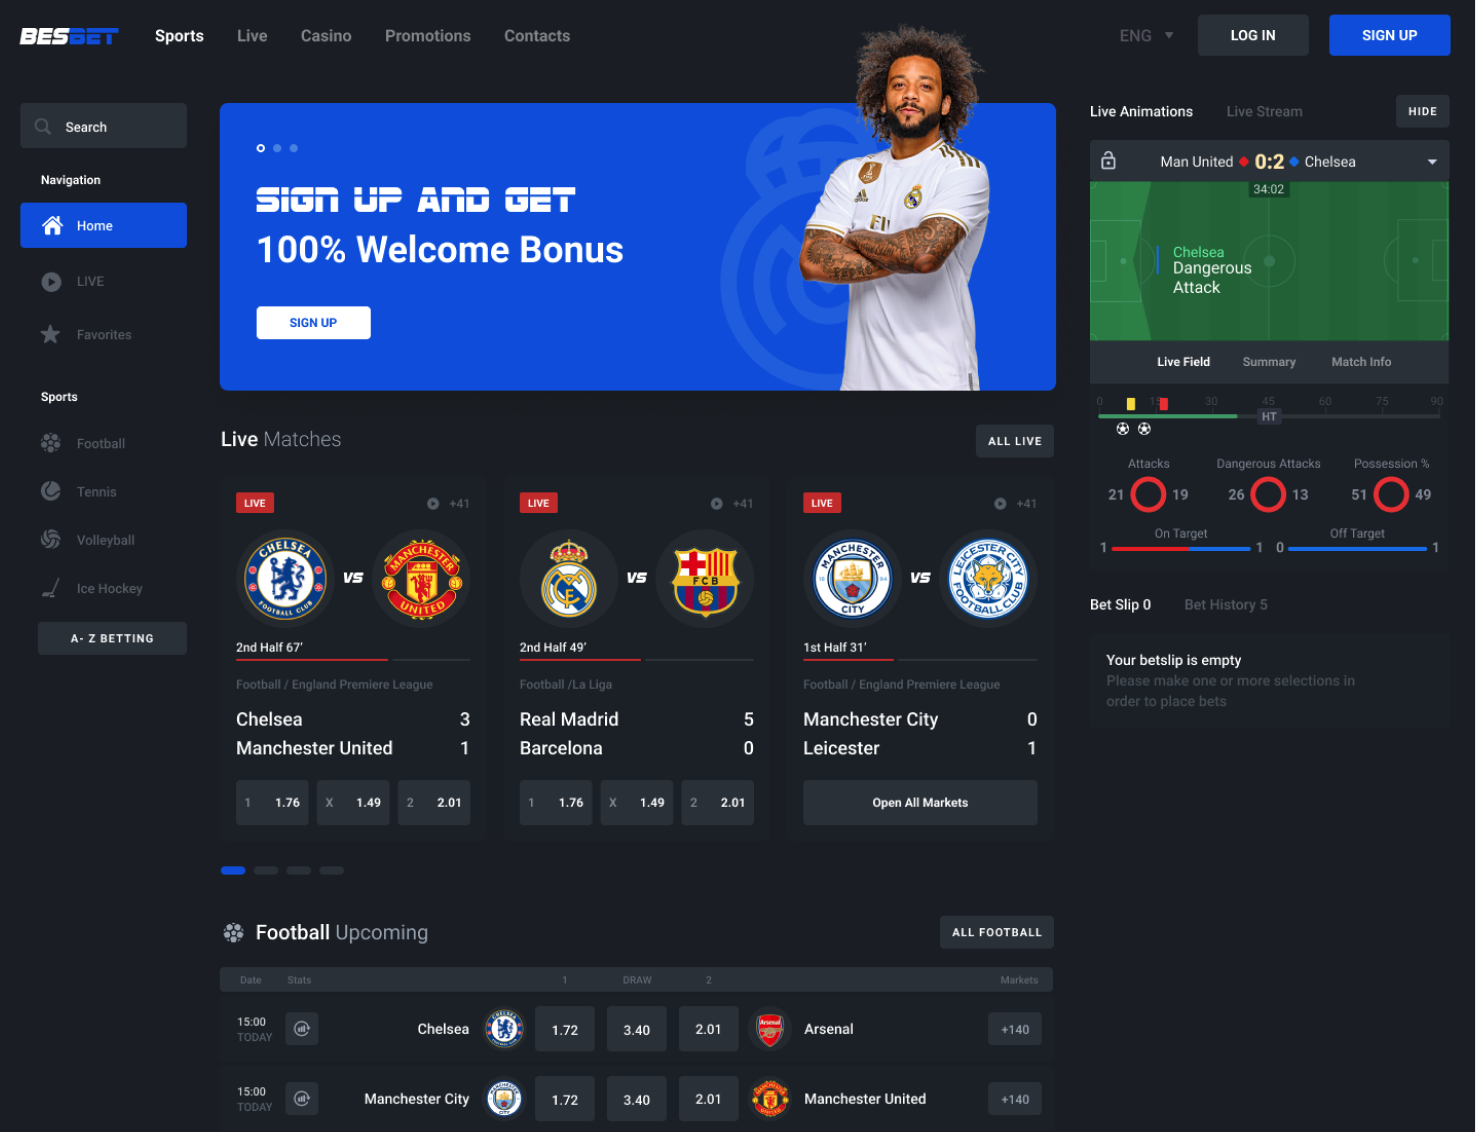 BESBET
Sports Live Casino Promotions Contacts
ENG
LOG IN
SIGN UP
Search
Navigation
Home
LIVE
Favorites
Sports
Football
Tennis
Volleyball
Ice Hockey
A- Z BETTING
SIGN UP AND GET
100% Welcome Bonus
SIGN UP
Live Matches
ALL LIVE
LIVE +41
CHELSEA
FOOTBALL CLUB
VS
MANCHESTER
UNITED
2nd Half 67'
Football / England Premiere League
Chelsea 3
Manchester United 1
1 1.76 X 1.49 2 2.01
LIVE +41
VS
FCB
2nd Half 49'
Football /La Liga
Real Madrid 5
Barcelona 0
1 1.76 X 1.49 2 2.01
LIVE +41
MANCHESTER
18 94
CITY
VS
LEICESTER CITY
FOOTBALL CLUB
1st Half 31'
Football / England Premiere League
Manchester City 0
Leicester 1
Open All Markets
Football Upcoming
ALL FOOTBALL
Date Stats 1 DRAW 2 Markets
15:00
TODAY
Chelsea 1.72 3.40 2.01 Arsenal +140
15:00
TODAY
Manchester City 1.72 3.40 2.01 Manchester United +140
Live Animations Live Stream HIDE
Man United 0:2 Chelsea
34:02
Chelsea
Dangerous
Attack
Live Field Summary Match Info
0 15 30 45 60 75 90
HT
Attacks Dangerous Attacks Possession %
21 19 26 13 51 49
On Target Off Target
1 1 0 1
Bet Slip 0 Bet History 5
Your betslip is empty
Please make one or more selections in
order to place bets